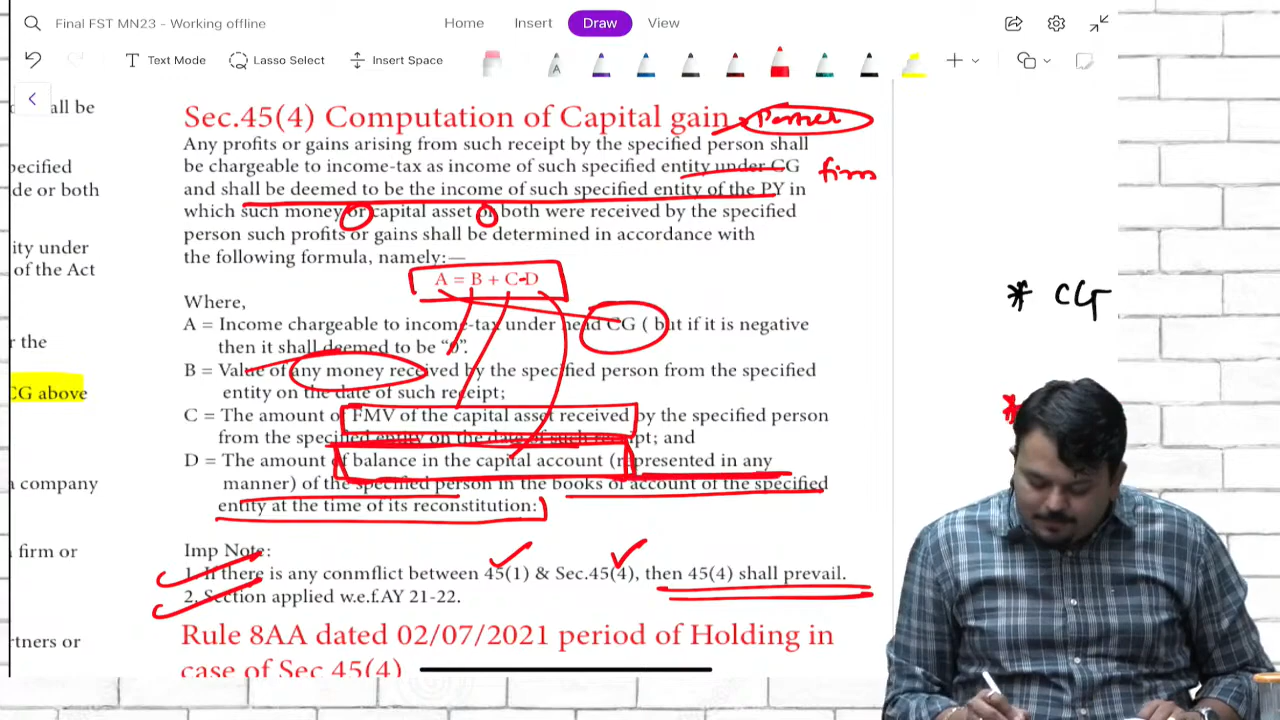 Final FST MN23 - Working offline
Home Insert Draw View
Text Mode Lasso Select Insert Space
all be
pecified
de or both
ity under
of the Act
r the
CG above
company
firm or
rtners or
Sec.45(4) Computation of Capital gain
Any profits or gains arising from such receipt by the specified person shall
be chargeable to income-tax as income of such specified entity under CG
firm
and shall be deemed to be the income of such specified entity of the PY in
which such money or capital asset or both were received by the specified
person such profits or gains shall be determined in accordance with
the following formula, namely:—
A = B + C-D
Where,
A = Income chargeable to income-tax under head CG ( but if it is negative
then it shall deemed to be “0”.
B = Value of any money received by the specified person from the specified
entity on the date of such receipt;
C = The amount of FMV of the capital asset received by the specified person
from the specified entity on the date of such receipt; and
D = The amount of balance in the capital account (represented in any
manner) of the specified person in the books of account of the specified
entity at the time of its reconstitution:
Imp Note:
1. If there is any conmflict between 45(1) & Sec.45(4), then 45(4) shall prevail.
2. Section applied w.e.f.AY 21-22.
Rule 8AA dated 02/07/2021 period of Holding in
case of Sec 45(4)
* CG
*